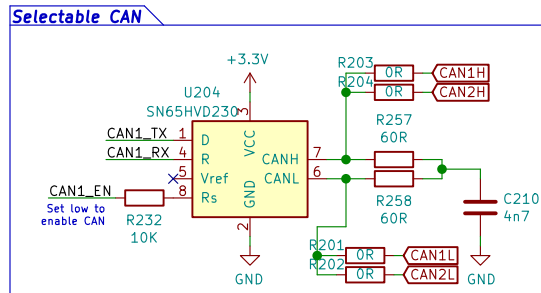 Selectable CAN
+3.3V
U204
SN65HVD230
R203
0R
CAN1H
R204
0R
CAN2H
R257
60R
CAN1_TX
1
D
VCC
3
CAN1_RX
4
R
CANH
7
5
Vref
CANL
6
CAN1_EN
8
Rs
GND
2
Set low to
enable CAN
R232
10K
R258
60R
C210
4n7
R201
0R
CAN1L
R202
0R
CAN2L
GND
GND